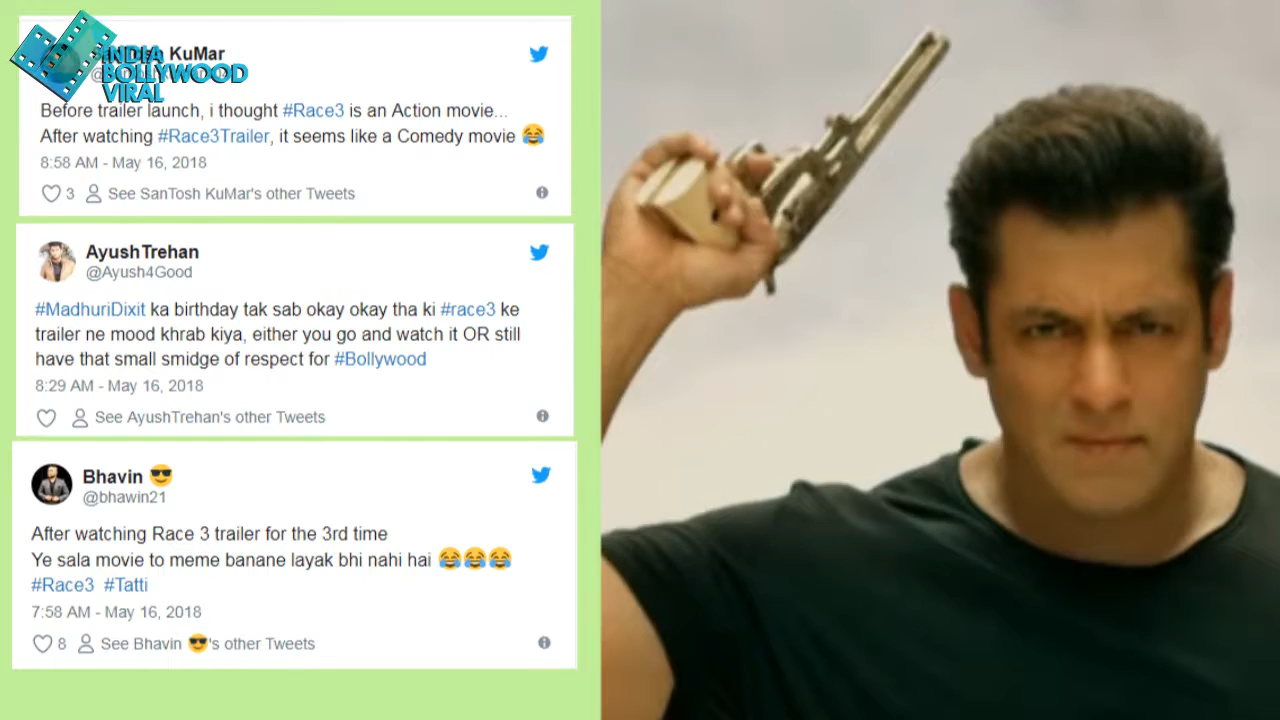 INDIA
BOLLYWOOD
VIRAL
KuMar
Before trailer launch, i thought #Race3 is an Action movie...
After watching #Race3Trailer, it seems like a Comedy movie 😂
8:58 AM - May 16, 2018
3 See SanTosh KuMar's other Tweets
AyushTrehan
@Ayush4Good
#MadhuriDixit ka birthday tak sab okay okay tha ki #race3 ke
trailer ne mood khrab kiya, either you go and watch it OR still
have that small smidge of respect for #Bollywood
8:29 AM - May 16, 2018
See AyushTrehan's other Tweets
Bhavin 😎
@bhawin21
After watching Race 3 trailer for the 3rd time
Ye sala movie to meme banane layak bhi nahi hai 😂😂😂
#Race3 #Tatti
7:58 AM - May 16, 2018
8 See Bhavin 😎's other Tweets